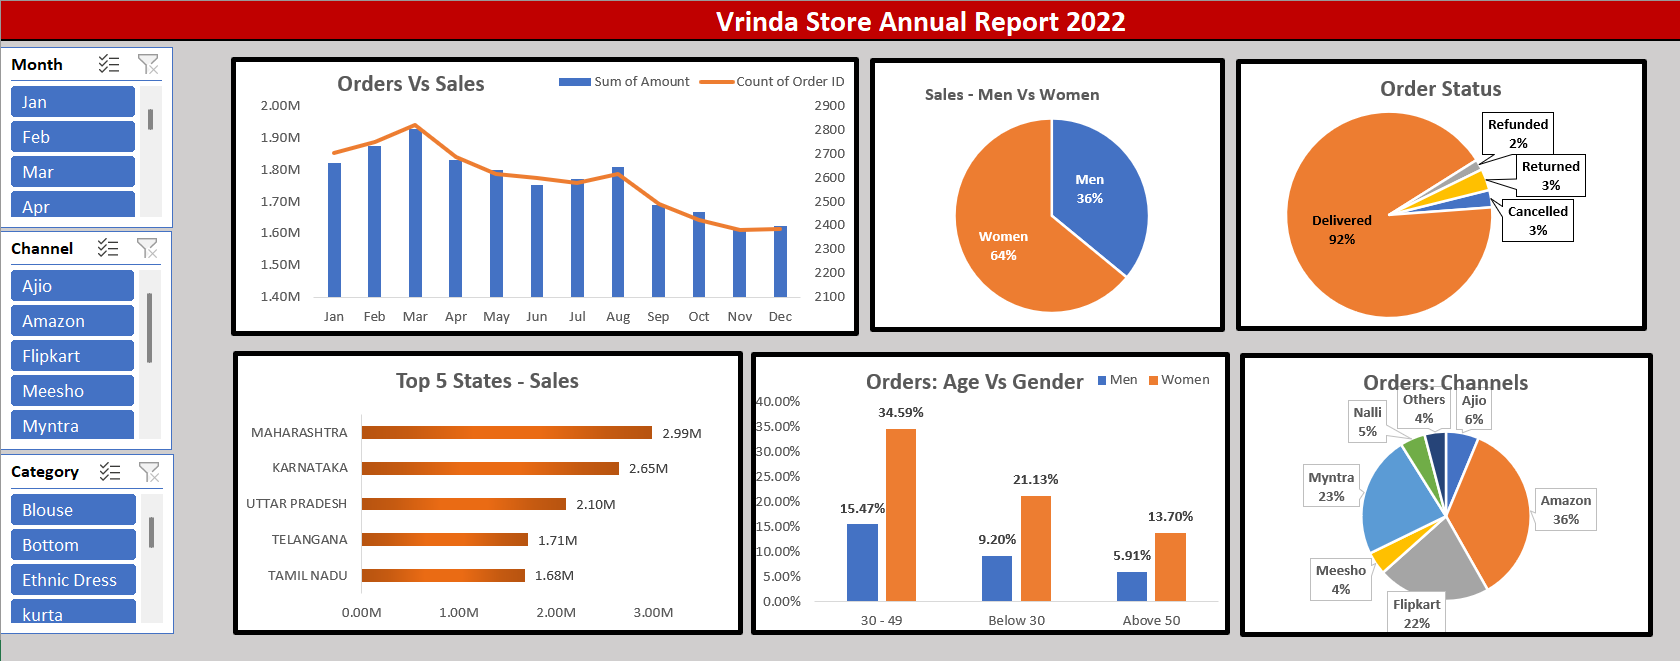 Vrinda Store Annual Report 2022
Month
Jan
Feb
Mar
Apr
Channel
Ajio
Amazon
Flipkart
Meesho
Myntra
Category
Blouse
Bottom
Ethnic Dress
kurta
Orders Vs Sales
Sum of Amount
Count of Order ID
2.00M
1.90M
1.80M
1.70M
1.60M
1.50M
1.40M
2900
2800
2700
2600
2500
2400
2300
2200
2100
Jan Feb Mar Apr May Jun Jul Aug Sep Oct Nov Dec
Sales - Men Vs Women
Men
36%
Women
64%
Order Status
Refunded
2%
Returned
3%
Cancelled
3%
Delivered
92%
Top 5 States - Sales
MAHARASHTRA 2.99M
KARNATAKA 2.65M
UTTAR PRADESH 2.10M
TELANGANA 1.71M
TAMIL NADU 1.68M
0.00M 1.00M 2.00M 3.00M
Orders: Age Vs Gender
Men
Women
40.00%
35.00%
30.00%
25.00%
20.00%
15.00%
10.00%
5.00%
0.00%
15.47%
34.59%
9.20%
21.13%
5.91%
13.70%
30 - 49 Below 30 Above 50
Orders: Channels
Others
4%
Ajio
6%
Nalli
5%
Myntra
23%
Amazon
36%
Meesho
4%
Flipkart
22%